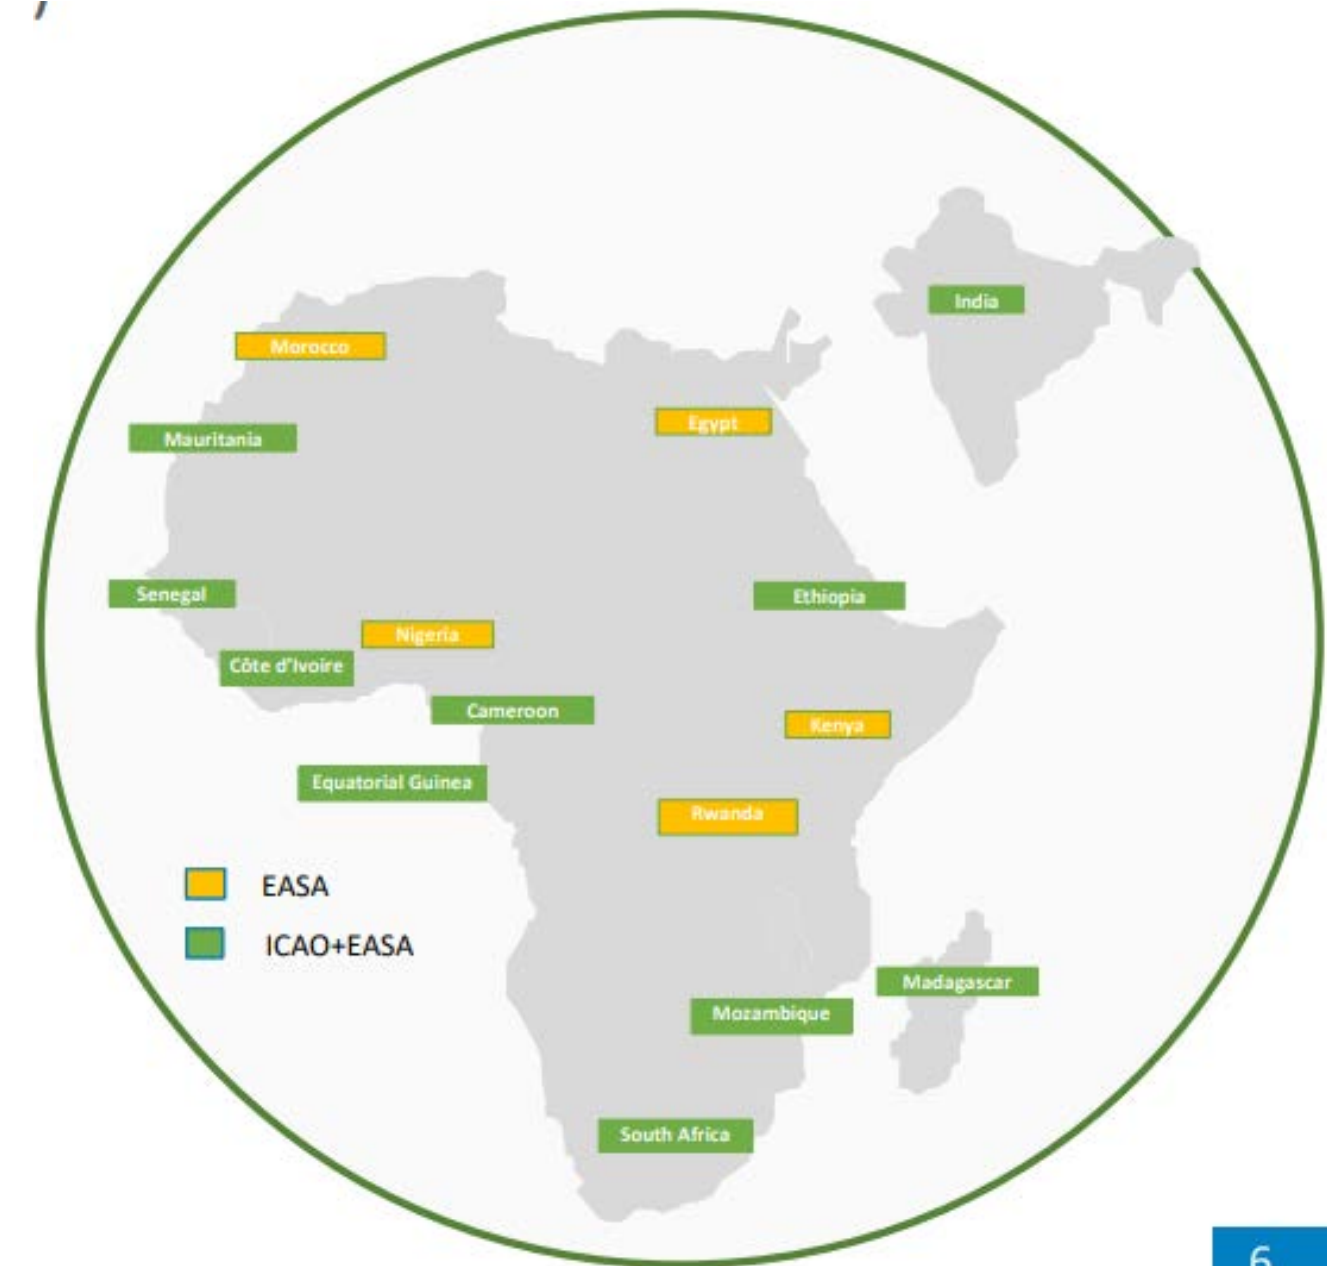 India
Morocco
Egypt
Mauritania
Senegal
Ethiopia
Nigeria
Côte d'Ivoire
Cameroon
Kenya
Equatorial Guinea
Rwanda
EASA
ICAO+EASA
Madagascar
Mozambique
South Africa
6